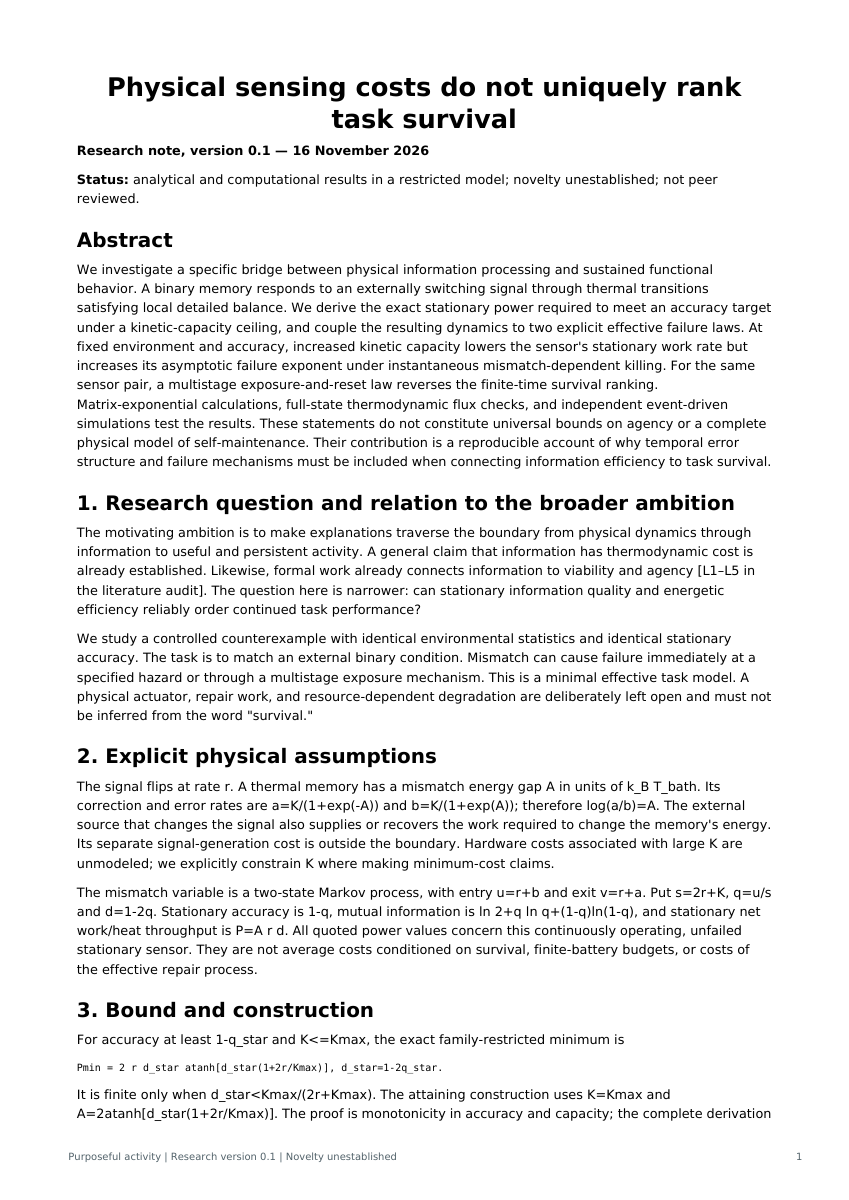 Physical sensing costs do not uniquely rank
task survival
Research note, version 0.1 — 16 November 2026
Status: analytical and computational results in a restricted model; novelty unestablished; not peer
reviewed.
Abstract
We investigate a specific bridge between physical information processing and sustained functional
behavior. A binary memory responds to an externally switching signal through thermal transitions
satisfying local detailed balance. We derive the exact stationary power required to meet an accuracy target
under a kinetic-capacity ceiling, and couple the resulting dynamics to two explicit effective failure laws. At
fixed environment and accuracy, increased kinetic capacity lowers the sensor's stationary work rate but
increases its asymptotic failure exponent under instantaneous mismatch-dependent killing. For the same
sensor pair, a multistage exposure-and-reset law reverses the finite-time survival ranking.
Matrix-exponential calculations, full-state thermodynamic flux checks, and independent event-driven
simulations test the results. These statements do not constitute universal bounds on agency or a complete
physical model of self-maintenance. Their contribution is a reproducible account of why temporal error
structure and failure mechanisms must be included when connecting information efficiency to task survival.
1. Research question and relation to the broader ambition
The motivating ambition is to make explanations traverse the boundary from physical dynamics through
information to useful and persistent activity. A general claim that information has thermodynamic cost is
already established. Likewise, formal work already connects information to viability and agency [L1–L5 in
the literature audit]. The question here is narrower: can stationary information quality and energetic
efficiency reliably order continued task performance?
We study a controlled counterexample with identical environmental statistics and identical stationary
accuracy. The task is to match an external binary condition. Mismatch can cause failure immediately at a
specified hazard or through a multistage exposure mechanism. This is a minimal effective task model. A
physical actuator, repair work, and resource-dependent degradation are deliberately left open and must not
be inferred from the word "survival."
2. Explicit physical assumptions
The signal flips at rate r. A thermal memory has a mismatch energy gap A in units of k_B T_bath. Its
correction and error rates are a=K/(1+exp(-A)) and b=K/(1+exp(A)); therefore log(a/b)=A. The external
source that changes the signal also supplies or recovers the work required to change the memory's energy.
Its separate signal-generation cost is outside the boundary. Hardware costs associated with large K are
unmodeled; we explicitly constrain K where making minimum-cost claims.
The mismatch variable is a two-state Markov process, with entry u=r+b and exit v=r+a. Put s=2r+K, q=u/s
and d=1-2q. Stationary accuracy is 1-q, mutual information is ln 2+q ln q+(1-q)ln(1-q), and stationary net
work/heat throughput is P=A r d. All quoted power values concern this continuously operating, unfailed
stationary sensor. They are not average costs conditioned on survival, finite-battery budgets, or costs of
the effective repair process.
3. Bound and construction
For accuracy at least 1-q_star and K<=Kmax, the exact family-restricted minimum is
Pmin = 2 r d_star atanh[d_star(1+2r/Kmax)], d_star=1-2q_star.
It is finite only when d_star<Kmax/(2r+Kmax). The attaining construction uses K=Kmax and
A=2atanh[d_star(1+2r/Kmax)]. The proof is monotonicity in accuracy and capacity; the complete derivation
Purposeful activity | Research version 0.1 | Novelty unestablished
1